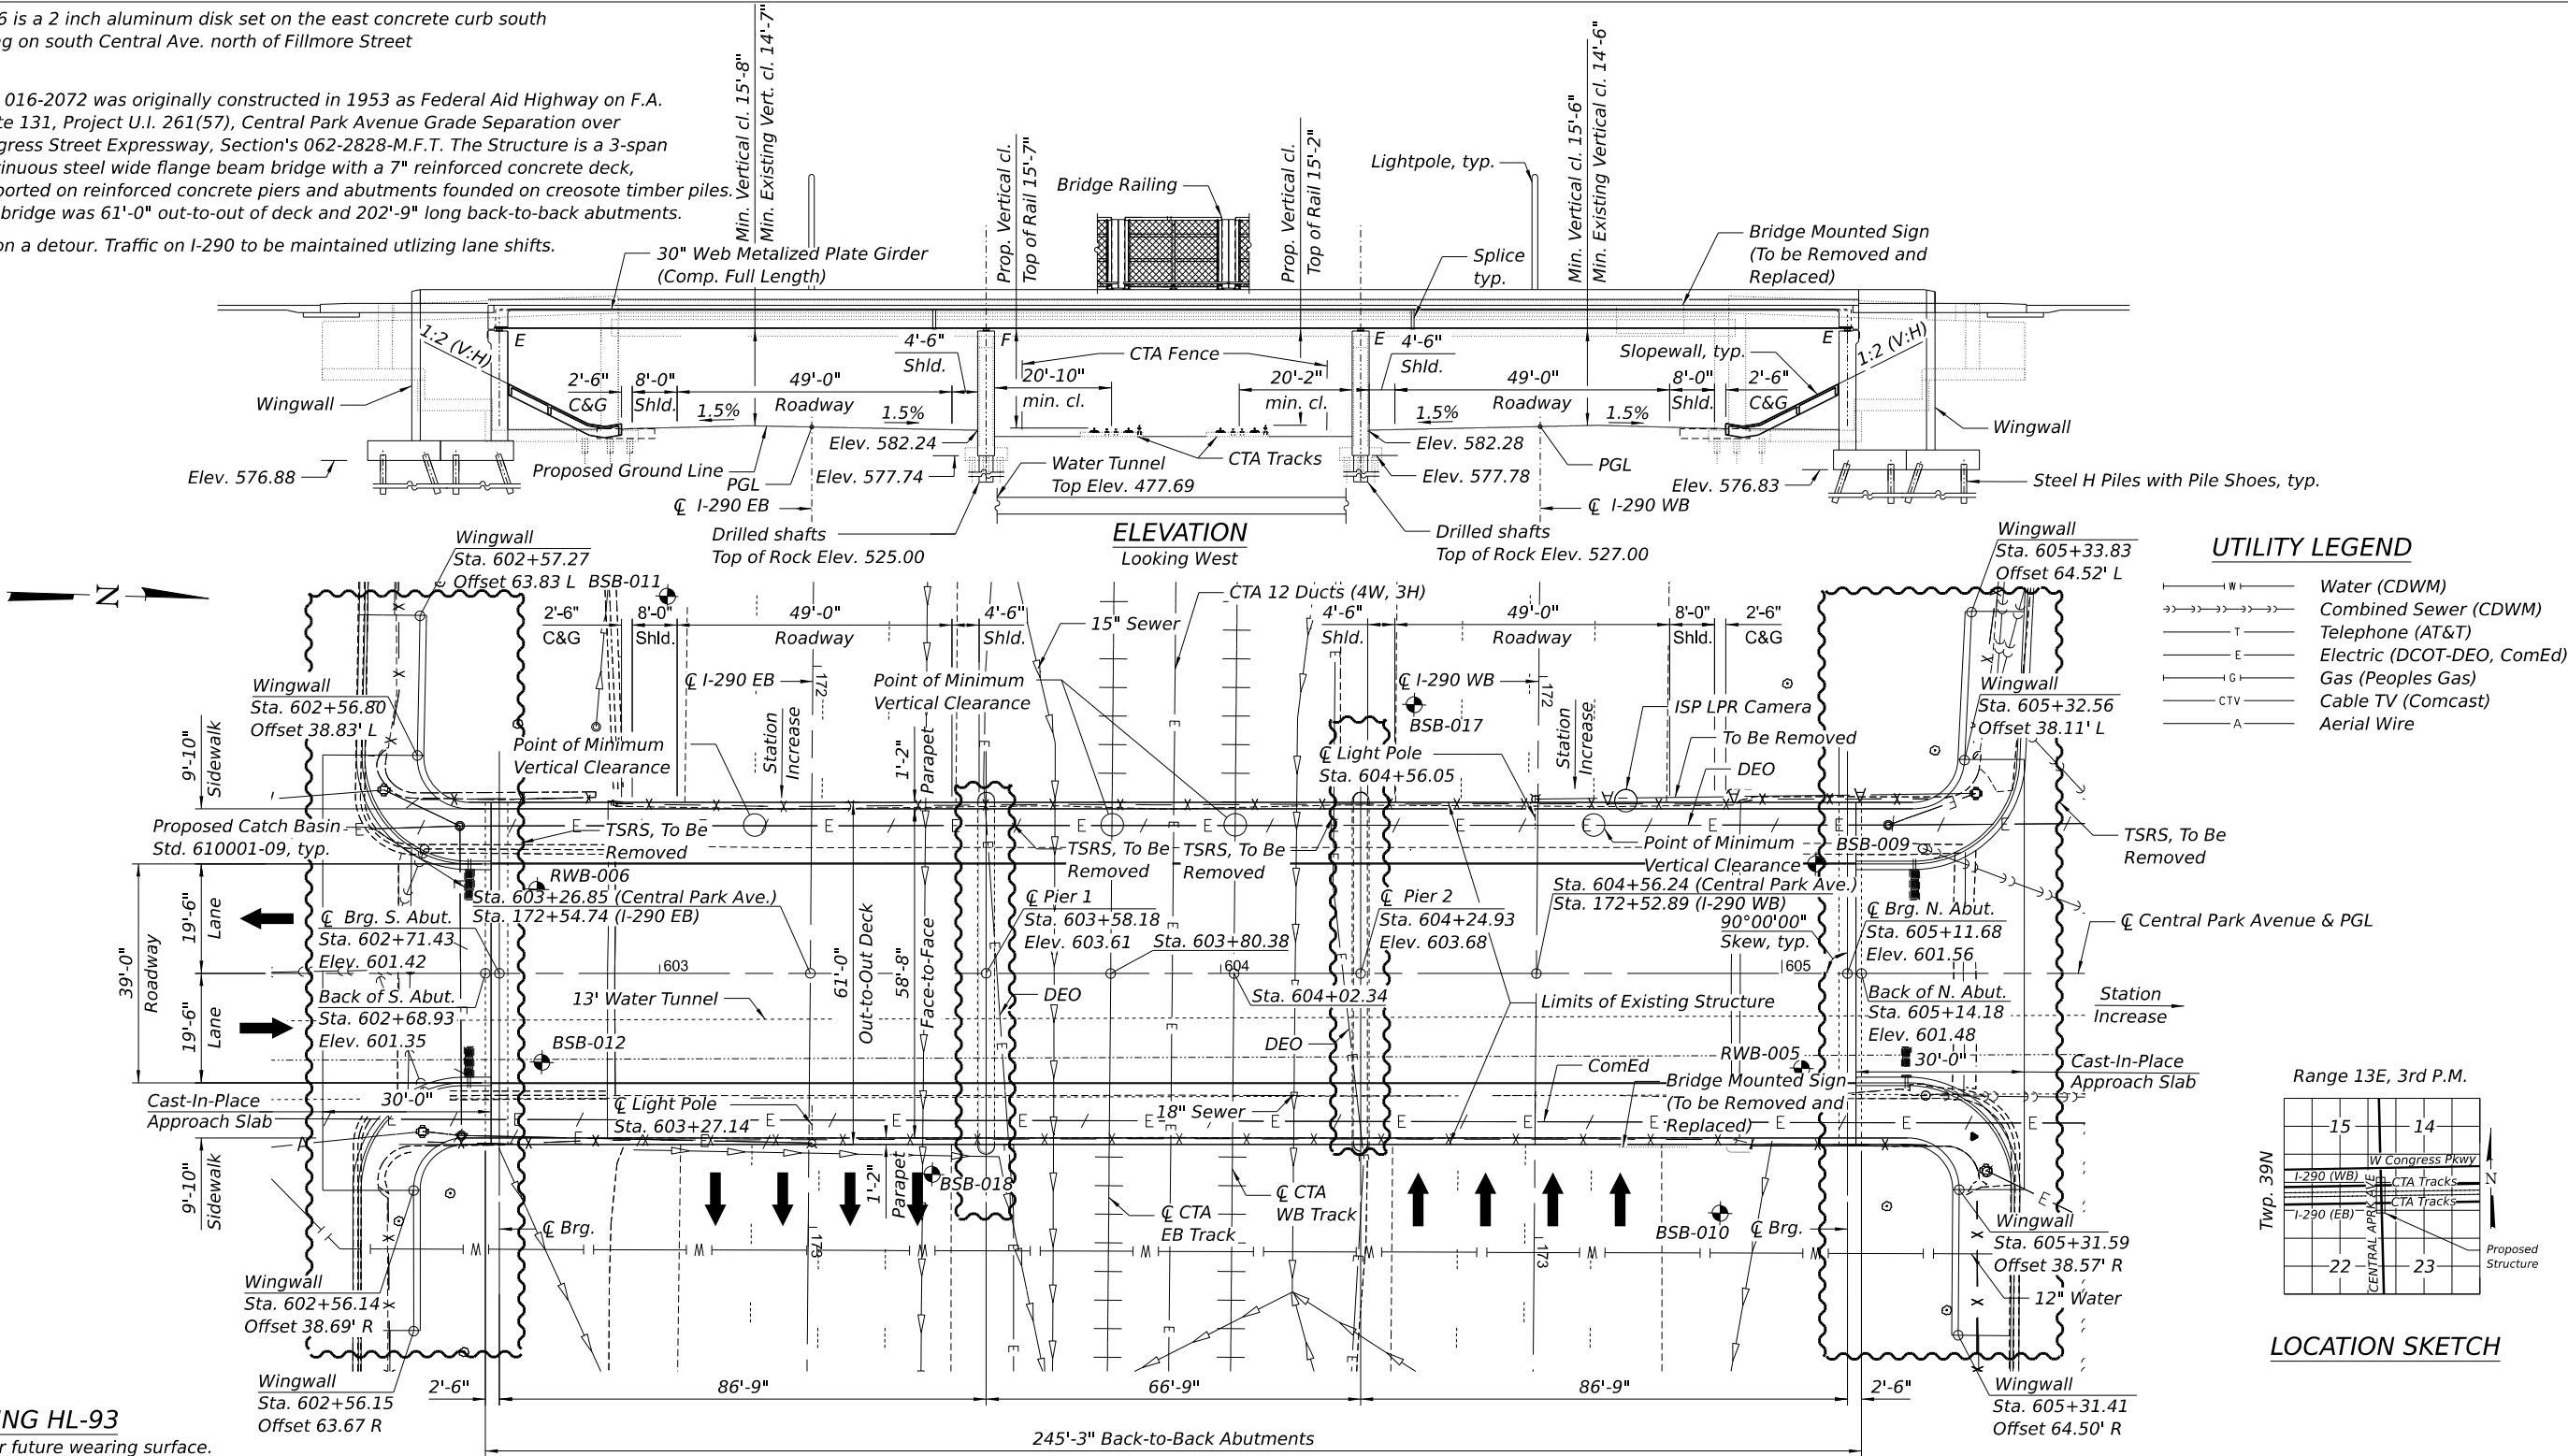 6 is a 2 inch aluminum disk set on the east concrete curb south
g on south Central Ave. north of Fillmore Street
016-2072 was originally constructed in 1953 as Federal Aid Highway on F.A.
te 131, Project U.I. 261(57), Central Park Avenue Grade Separation over
gress Street Expressway, Section's 062-2828-M.F.T. The Structure is a 3-span
tinuous steel wide flange beam bridge with a 7" reinforced concrete deck,
ported on reinforced concrete piers and abutments founded on creosote timber piles.
bridge was 61'-0" out-to-out of deck and 202'-9" long back-to-back abutments.
on a detour. Traffic on I-290 to be maintained utlizing lane shifts.
Min. Vertical cl. 15'-8"
Min. Existing Vert. cl. 14'-7"
Prop. Vertical cl.
Top of Rail 15'-7"
Bridge Railing
Prop. Vertical cl.
Top of Rail 15'-2"
Lightpole, typ.
Min. Vertical cl. 15'-6"
Min. Existing Vertical cl. 14'-6"
30" Web Metalized Plate Girder
(Comp. Full Length)
Splice
typ.
Bridge Mounted Sign
(To be Removed and
Replaced)
1:2 (V:H)
E
F
E
E
1:2 (V:H)
4'-6"
Shld.
CTA Fence
4'-6"
Shld.
Slopewall, typ.
2'-6"
C&G
8'-0"
Shld.
49'-0"
Roadway
1.5%
1.5%
20'-10"
min. cl.
20'-2"
min. cl.
49'-0"
Roadway
1.5%
1.5%
8'-0"
Shld.
2'-6"
C&G
Wingwall
Wingwall
Elev. 576.88
Proposed Ground Line
PGL
℄ I-290 EB
Elev. 582.24
Elev. 577.74
Water Tunnel
Top Elev. 477.69
CTA Tracks
Elev. 582.28
Elev. 577.78
PGL
℄ I-290 WB
Elev. 576.83
Steel H Piles with Pile Shoes, typ.
Drilled shafts
Top of Rock Elev. 525.00
ELEVATION
Looking West
Drilled shafts
Top of Rock Elev. 527.00
N
Wingwall
Sta. 602+57.27
Offset 63.83 L
BSB-011
Wingwall
Sta. 605+33.83
Offset 64.52' L
UTILITY LEGEND
W Water (CDWM)
Combined Sewer (CDWM)
T Telephone (AT&T)
E Electric (DCOT-DEO, ComEd)
G Gas (Peoples Gas)
CTV Cable TV (Comcast)
A Aerial Wire
2'-6"
C&G
8'-0"
Shld.
49'-0"
Roadway
4'-6"
Shld.
15" Sewer
CTA 12 Ducts (4W, 3H)
4'-6"
Shld.
49'-0"
Roadway
8'-0"
Shld.
2'-6"
C&G
Wingwall
Sta. 602+56.80
Offset 38.83' L
℄ I-290 EB
172
Point of Minimum
Vertical Clearance
℄ I-290 WB
172
BSB-017
ISP LPR Camera
Wingwall
Sta. 605+32.56
Offset 38.11' L
9'-10"
Sidewalk
Point of Minimum
Vertical Clearance
Station
Increase
1'-2"
Parapet
℄ Light Pole
Sta. 604+56.05
Station
Increase
To Be Removed
DEO
Proposed Catch Basin
Std. 610001-09, typ.
TSRS, To Be
Removed
TSRS, To Be
Removed
TSRS, To Be
Removed
Point of Minimum
Vertical Clearance
BSB-009
TSRS, To Be
Removed
RWB-006
Sta. 603+26.85 (Central Park Ave.)
Sta. 172+54.74 (I-290 EB)
Sta. 604+56.24 (Central Park Ave.)
Sta. 172+52.89 (I-290 WB)
39'-0"
Roadway
19'-6"
Lane
19'-6"
Lane
℄ Brg. S. Abut.
Sta. 602+71.43
Elev. 601.42
℄ Pier 1
Sta. 603+58.18
Elev. 603.61
Sta. 603+80.38
℄ Pier 2
Sta. 604+24.93
Elev. 603.68
90°00'00"
Skew, typ.
℄ Brg. N. Abut.
Sta. 605+11.68
Elev. 601.56
℄ Central Park Avenue & PGL
603
604
605
Back of S. Abut.
Sta. 602+68.93
Elev. 601.35
13' Water Tunnel
61'-0"
Out-to-Out Deck
58'-8"
Face-to-Face
DEO
Sta. 604+02.34
DEO
Limits of Existing Structure
Back of N. Abut.
Sta. 605+14.18
Elev. 601.48
Station
Increase
BSB-012
ComEd
RWB-005
30'-0"
Cast-In-Place
Approach Slab
Cast-In-Place
Approach Slab
30'-0"
℄ Light Pole
Sta. 603+27.14
18" Sewer
Bridge Mounted Sign
(To be Removed and
Replaced)
9'-10"
Sidewalk
1'-2"
Parapet
BSB-018
℄ Brg.
173
℄ CTA
EB Track
℄ CTA
WB Track
173
BSB-010
℄ Brg.
Wingwall
Sta. 605+31.59
Offset 38.57' R
12" Water
Wingwall
Sta. 602+56.14
Offset 38.69' R
Wingwall
Sta. 602+56.15
Offset 63.67 R
Wingwall
Sta. 605+31.41
Offset 64.50' R
2'-6"
86'-9"
66'-9"
86'-9"
2'-6"
245'-3" Back-to-Back Abutments
NG HL-93
r future wearing surface.
Range 13E, 3rd P.M.
Twp. 39N
15
14
W Congress Pkwy
I-290 (WB)
CTA Tracks
CTA Tracks
I-290 (EB)
CENTRAL APRK AVE
N
22
23
Proposed
Structure
LOCATION SKETCH